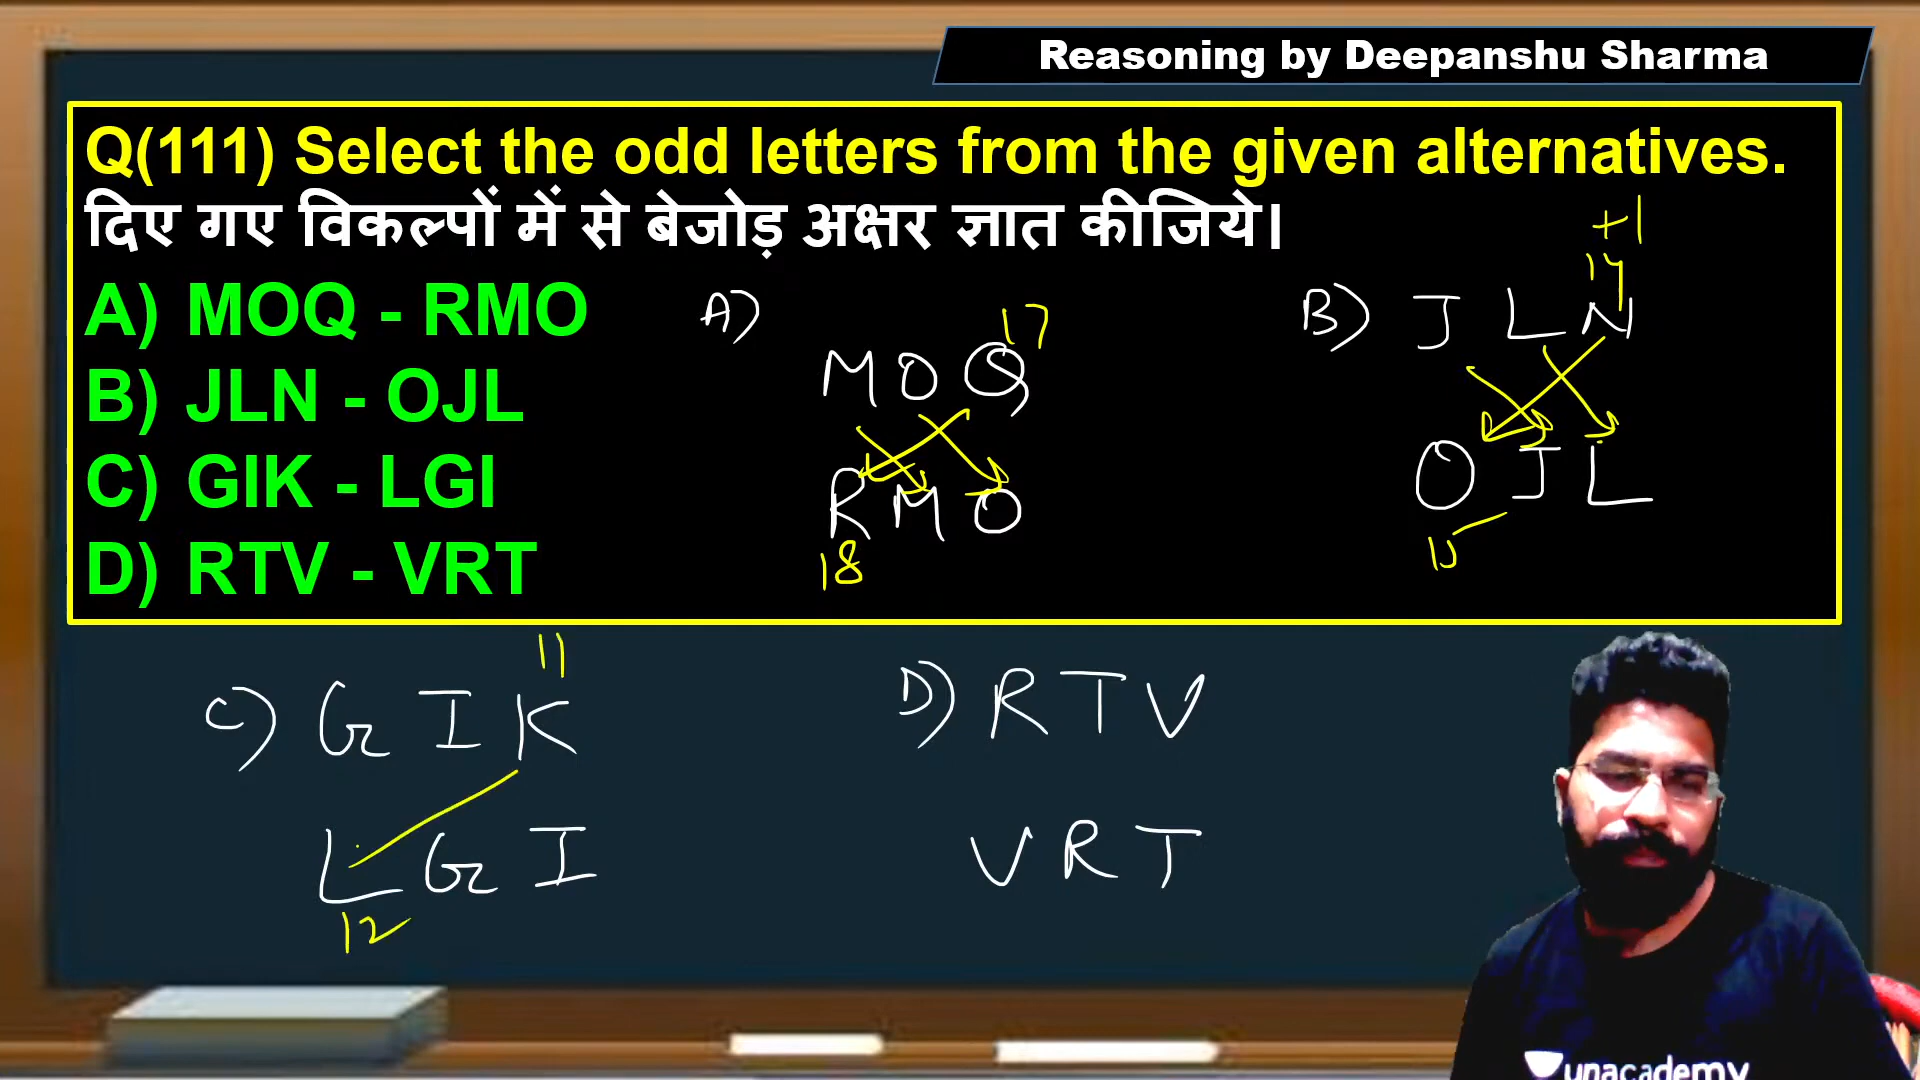 Reasoning by Deepanshu Sharma
Q(111) Select the odd letters from the given alternatives.
दिए गए विकल्पों में से बेजोड़ अक्षर ज्ञात कीजिये।
A) MOQ - RMO
B) JLN - OJL
C) GIK - LGI
D) RTV - VRT
A)
17
M O Q
R M O
18
+1
14
B) J L N
O J L
15
11
C) G I K
L G I
12
D) R T V
V R T
unacademy